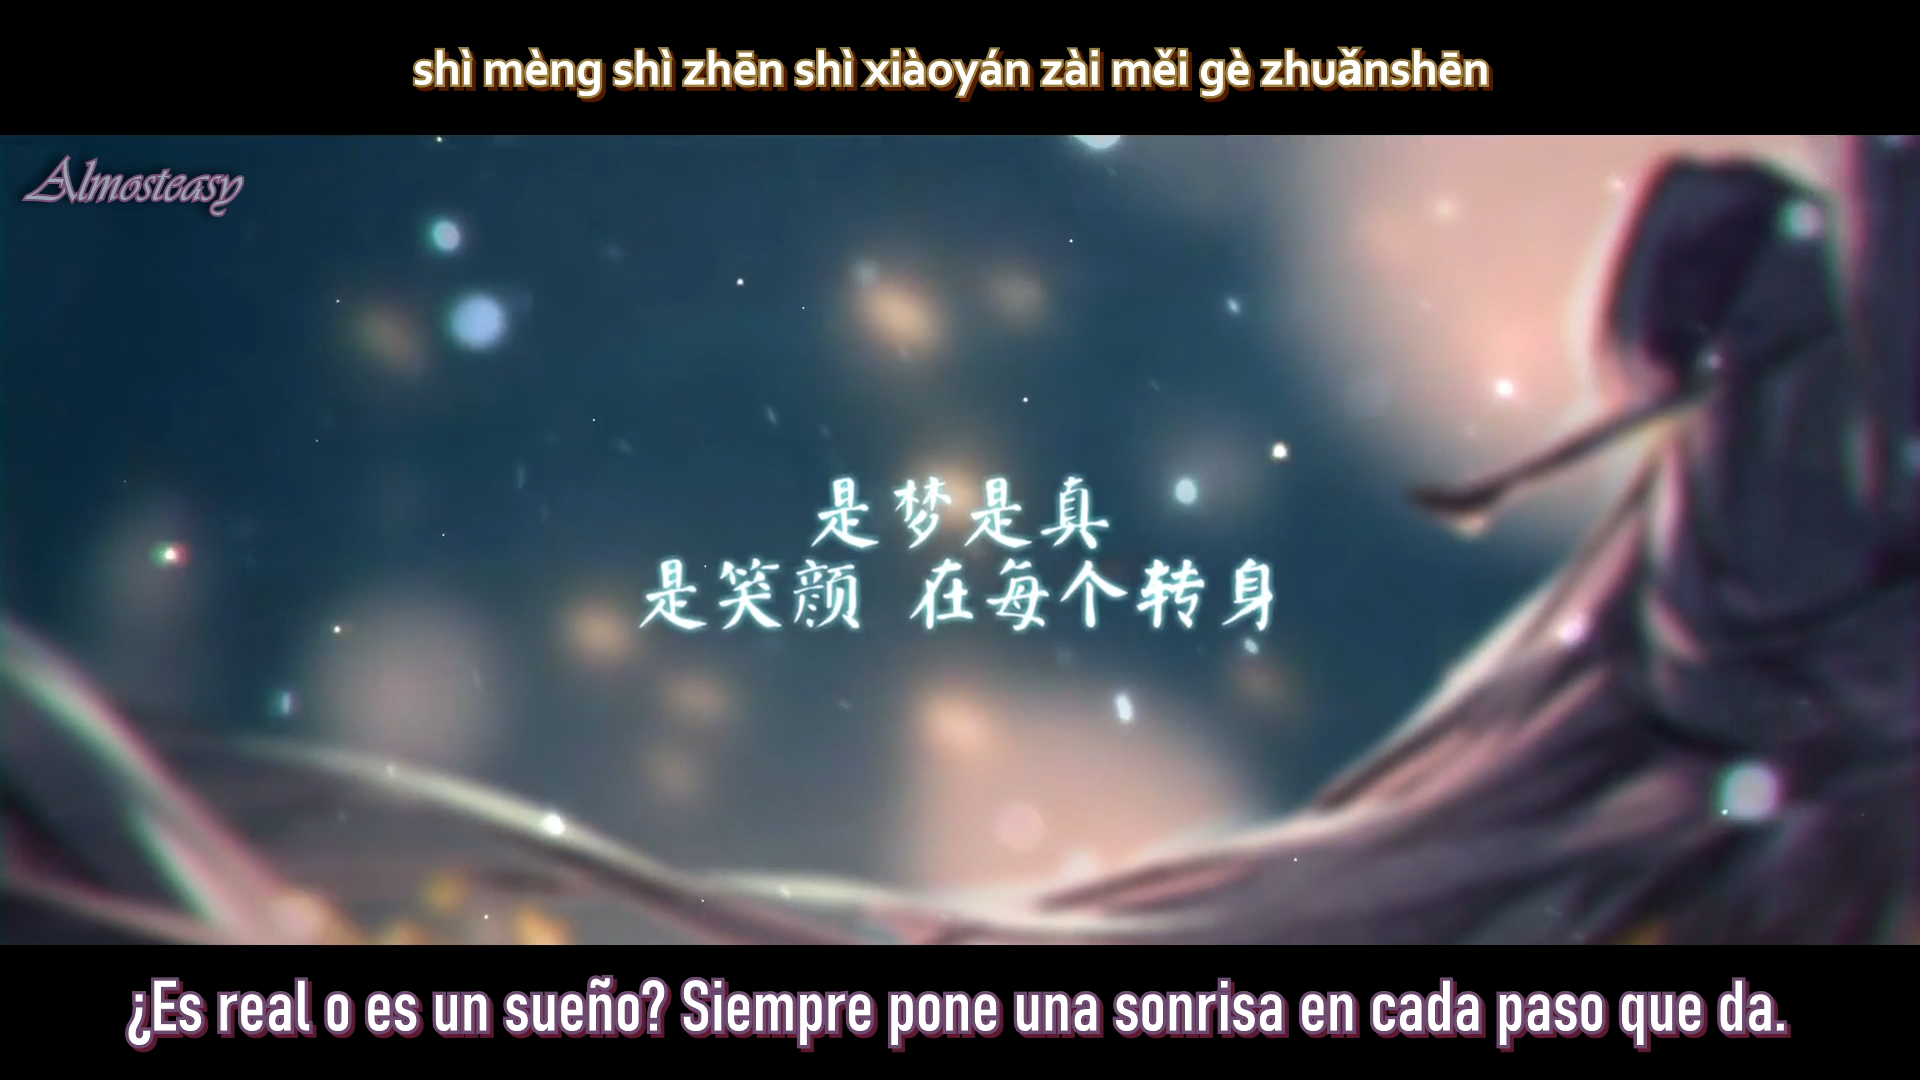 shì mèng shì zhēn shì xiàoyán zài měi gè zhuǎnshēn
Almosteasy
是梦是真
是笑颜 在每个转身
¿Es real o es un sueño? Siempre pone una sonrisa en cada paso que da.